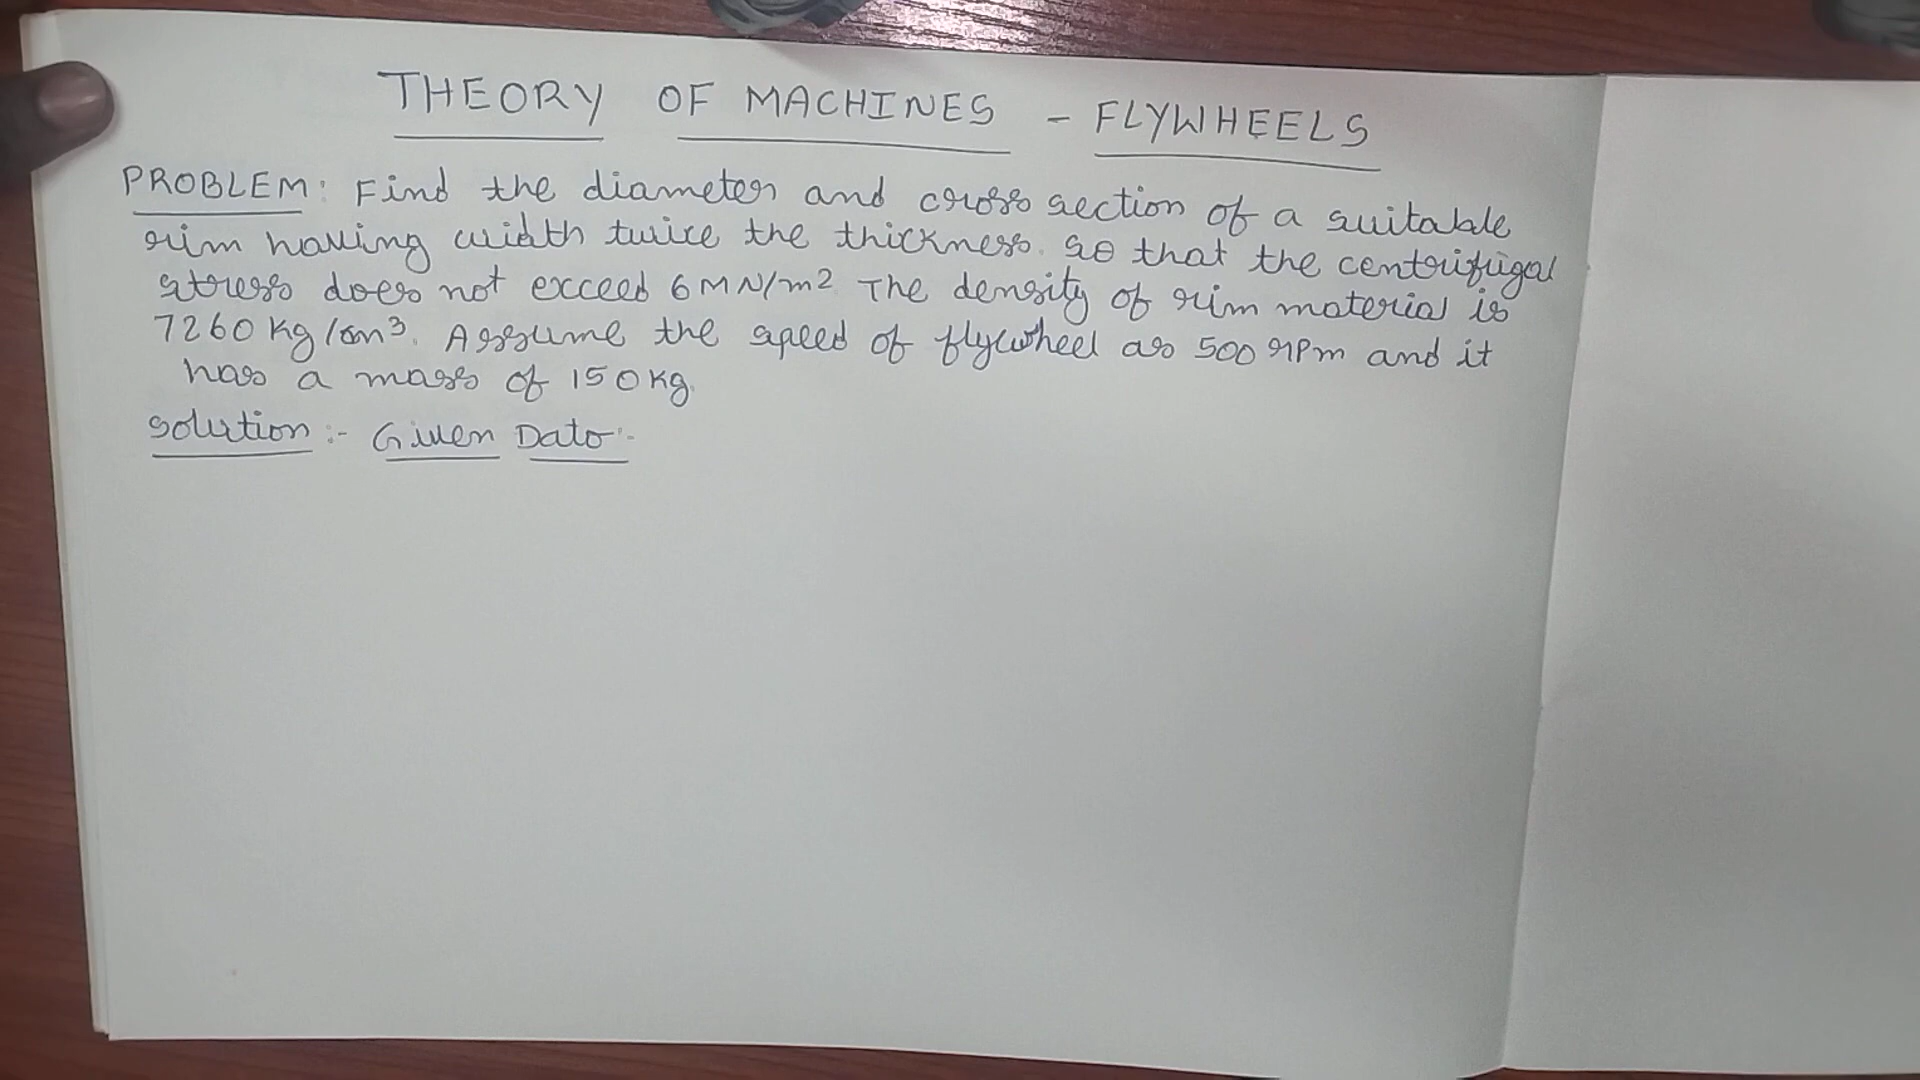 THEORY OF MACHINES - FLYWHEELS
PROBLEM: Find the diameter and cross section of a suitable
rim having width twice the thickness. so that the centrifugal
stress does not exceed 6 MN/m2 The density of rim material is
7260 kg/m3. Assume the speed of flywheel as 500 rpm and it
has a mass of 150 kg.
Solution :- Given Data :-